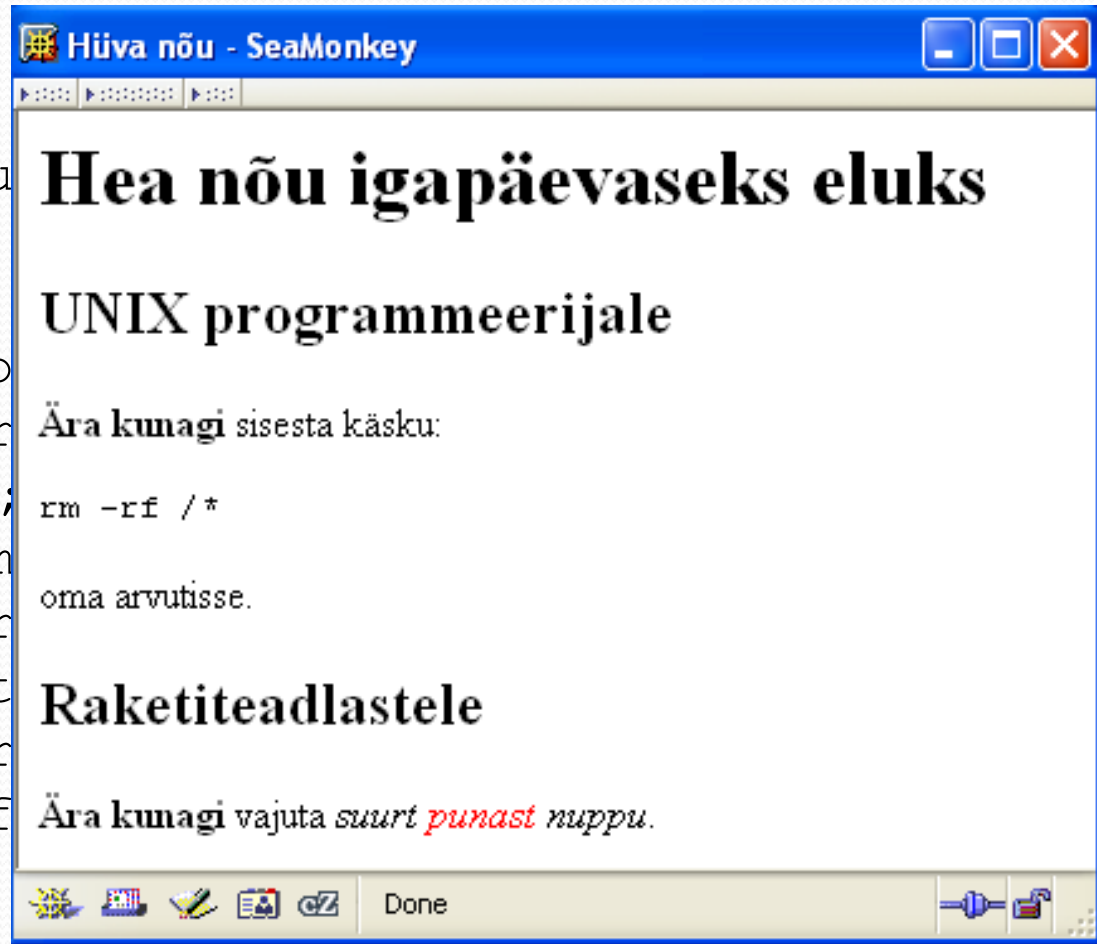 Hüva nõu - SeaMonkey
Hea nõu igapäevaseks eluks
UNIX programmeerijale
Ära kunagi sisesta käsku:
rm -rf /*
oma arvutisse.
Raketiteadlastele
Ära kunagi vajuta suurt punast nuppu.
cZ Done